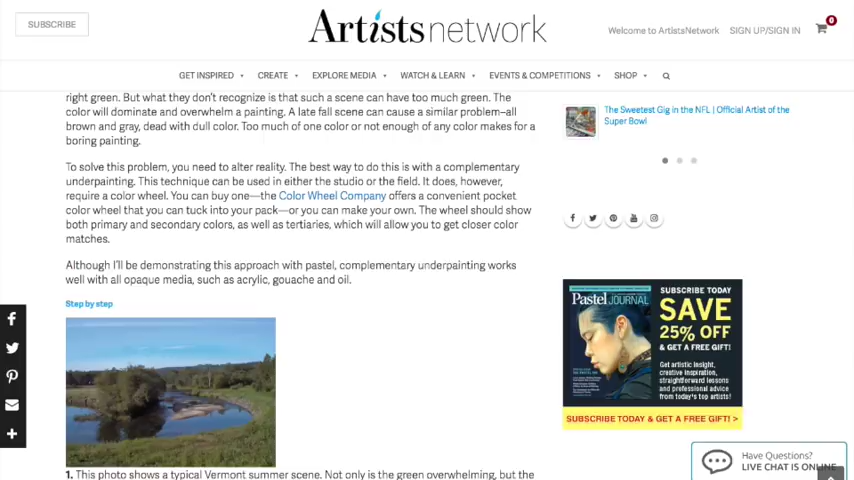 SUBSCRIBE
Artistsnetwork
Welcome to ArtistsNetwork SIGN UP/SIGN IN 0
GET INSPIRED CREATE EXPLORE MEDIA WATCH & LEARN EVENTS & COMPETITIONS SHOP
right green. But what they don't recognize is that such a scene can have too much green. The
color will dominate and overwhelm a painting. A late fall scene can cause a similar problem–all
brown and gray, dead with dull color. Too much of one color or not enough of any color makes for a
boring painting.
To solve this problem, you need to alter reality. The best way to do this is with a complementary
underpainting. This technique can be used in either the studio or the field. It does, however,
require a color wheel. You can buy one—the Color Wheel Company offers a convenient pocket
color wheel that you can tuck into your pack—or you can make your own. The wheel should show
both primary and secondary colors, as well as tertiaries, which will allow you to get closer color
matches.
Although I'll be demonstrating this approach with pastel, complementary underpainting works
well with all opaque media, such as acrylic, gouache and oil.
Step by step
1. This photo shows a typical Vermont summer scene. Not only is the green overwhelming, but the
The Sweetest Gig in the NFL | Official Artist of the
Super Bowl
Pastel JOURNAL
SUBSCRIBE TODAY
SAVE
25% OFF
& GET A FREE GIFT!
Get artistic insight,
creative inspiration,
straightforward lessons
and professional advice
from today's top artists!
SUBSCRIBE TODAY & GET A FREE GIFT! >
Have Questions?
LIVE CHAT IS ONLINE